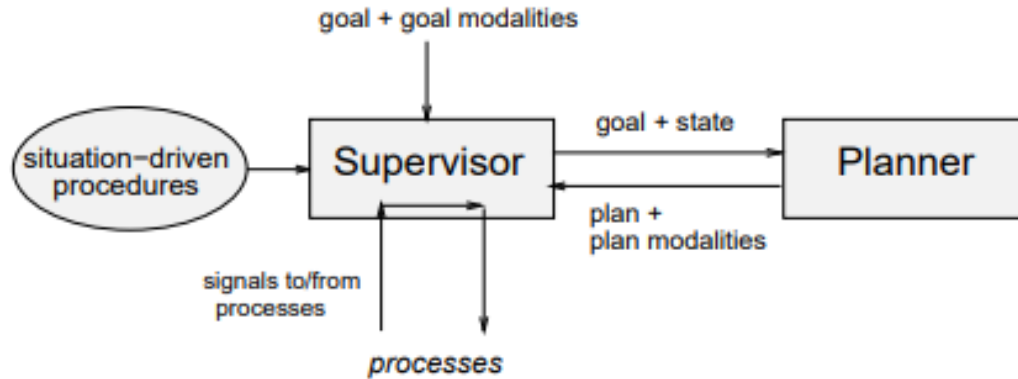 goal + goal modalities
situation−driven
procedures
Supervisor
goal + state
Planner
plan +
plan modalities
signals to/from
processes
processes